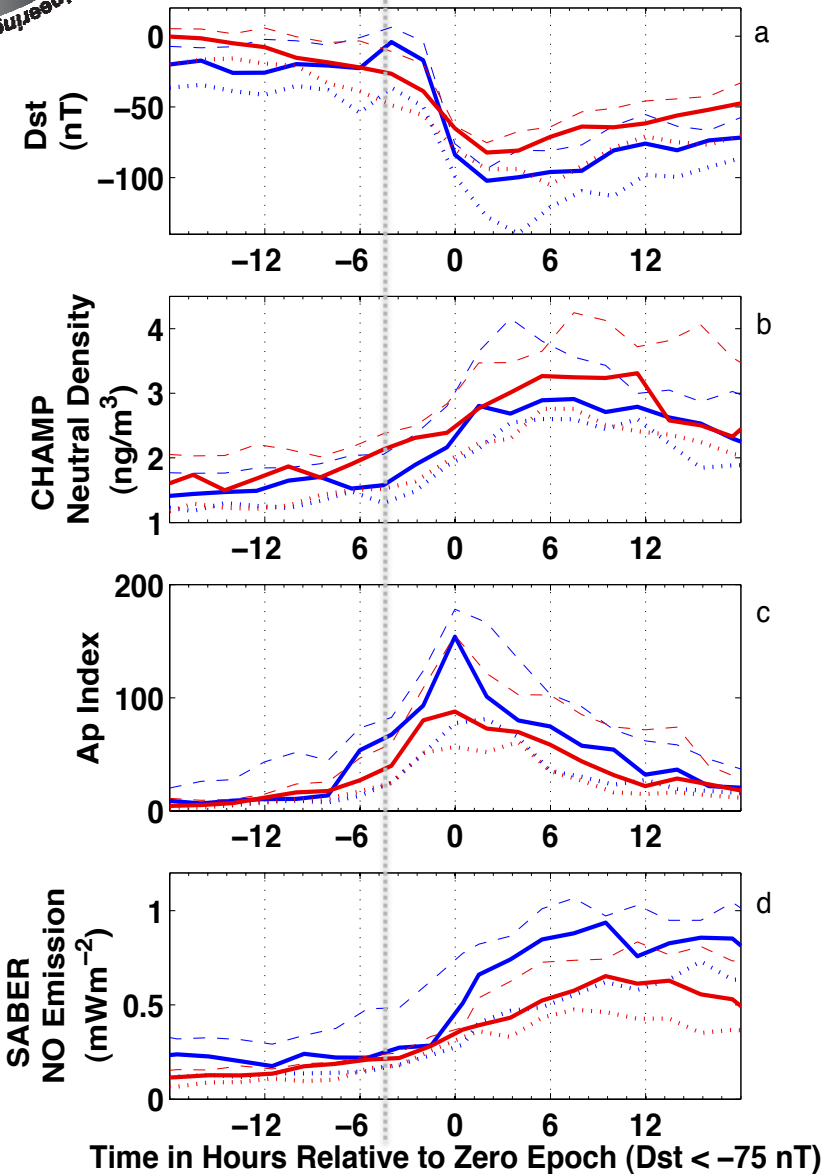 a
0
−50
−100
Dst
(nT)
−12 −6 0 6 12
b
4
3
2
1
CHAMP
Neutral Density
(ng/m³)
−12 6 0 6 12
c
200
100
0
Ap Index
−12 −6 0 6 12
d
1
0.5
0
SABER
NO Emission
(mWm⁻²)
−12 −6 0 6 12
Time in Hours Relative to Zero Epoch (Dst < −75 nT)